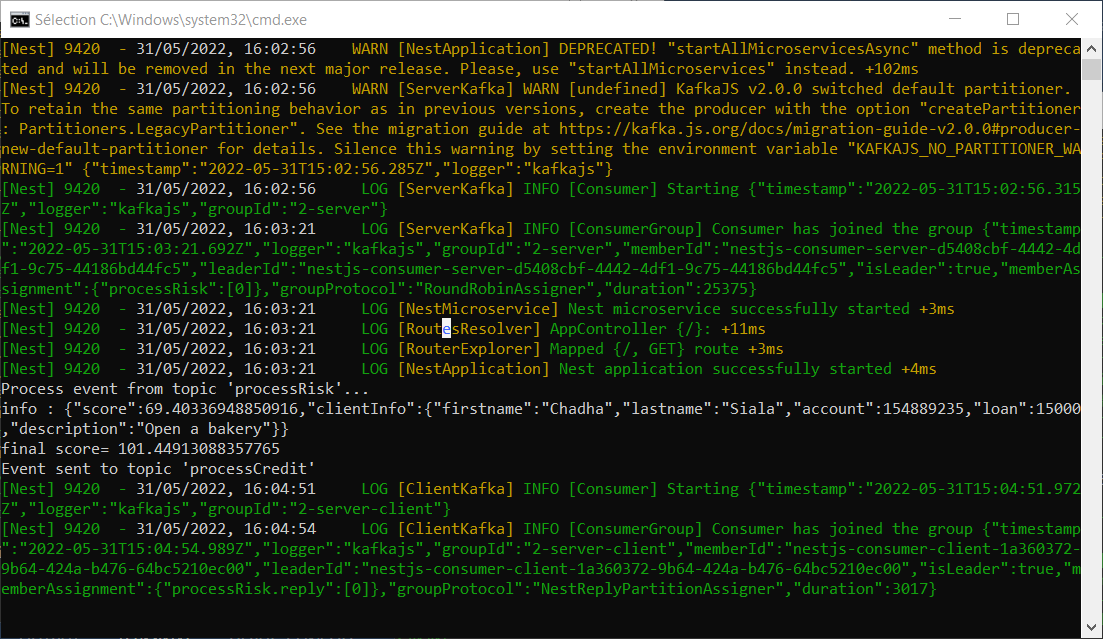 Sélection C:\Windows\system32\cmd.exe
[Nest] 9420  - 31/05/2022, 16:02:56    WARN [NestApplication] DEPRECATED! "startAllMicroservicesAsync" method is depreca
ted and will be removed in the next major release. Please, use "startAllMicroservices" instead. +102ms
[Nest] 9420  - 31/05/2022, 16:02:56    WARN [ServerKafka] WARN [undefined] KafkaJS v2.0.0 switched default partitioner.
To retain the same partitioning behavior as in previous versions, create the producer with the option "createPartitioner
: Partitioners.LegacyPartitioner". See the migration guide at https://kafka.js.org/docs/migration-guide-v2.0.0#producer-
new-default-partitioner for details. Silence this warning by setting the environment variable "KAFKAJS_NO_PARTITIONER_WA
RNING=1" {"timestamp":"2022-05-31T15:02:56.285Z","logger":"kafkajs"}
[Nest] 9420  - 31/05/2022, 16:02:56     LOG [ServerKafka] INFO [Consumer] Starting {"timestamp":"2022-05-31T15:02:56.315
Z","logger":"kafkajs","groupId":"2-server"}
[Nest] 9420  - 31/05/2022, 16:03:21     LOG [ServerKafka] INFO [ConsumerGroup] Consumer has joined the group {"timestamp
":"2022-05-31T15:03:21.692Z","logger":"kafkajs","groupId":"2-server","memberId":"nestjs-consumer-server-d5408cbf-4442-4d
f1-9c75-44186bd44fc5","leaderId":"nestjs-consumer-server-d5408cbf-4442-4df1-9c75-44186bd44fc5","isLeader":true,"memberAs
signment":{"processRisk":[0]},"groupProtocol":"RoundRobinAssigner","duration":25375}
[Nest] 9420  - 31/05/2022, 16:03:21     LOG [NestMicroservice] Nest microservice successfully started +3ms
[Nest] 9420  - 31/05/2022, 16:03:21     LOG [RoutesResolver] AppController {/}: +11ms
[Nest] 9420  - 31/05/2022, 16:03:21     LOG [RouterExplorer] Mapped {/, GET} route +3ms
[Nest] 9420  - 31/05/2022, 16:03:21     LOG [NestApplication] Nest application successfully started +4ms
Process event from topic 'processRisk'...
info : {"score":69.40336948850916,"clientInfo":{"firstname":"Chadha","lastname":"Siala","account":154889235,"loan":15000
,"description":"Open a bakery"}}
final score= 101.44913088357765
Event sent to topic 'processCredit'
[Nest] 9420  - 31/05/2022, 16:04:51     LOG [ClientKafka] INFO [Consumer] Starting {"timestamp":"2022-05-31T15:04:51.972
Z","logger":"kafkajs","groupId":"2-server-client"}
[Nest] 9420  - 31/05/2022, 16:04:54     LOG [ClientKafka] INFO [ConsumerGroup] Consumer has joined the group {"timestamp
":"2022-05-31T15:04:54.989Z","logger":"kafkajs","groupId":"2-server-client","memberId":"nestjs-consumer-client-1a360372-
9b64-424a-b476-64bc5210ec00","leaderId":"nestjs-consumer-client-1a360372-9b64-424a-b476-64bc5210ec00","isLeader":true,"m
emberAssignment":{"processRisk.reply":[0]},"groupProtocol":"NestReplyPartitionAssigner","duration":3017}